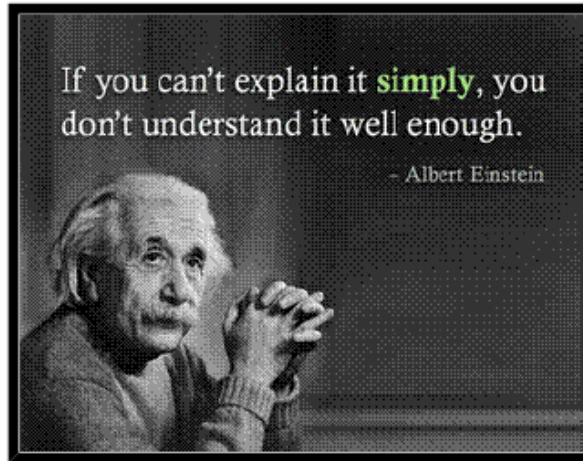 If you can't explain it simply, you
don't understand it well enough.
– Albert Einstein